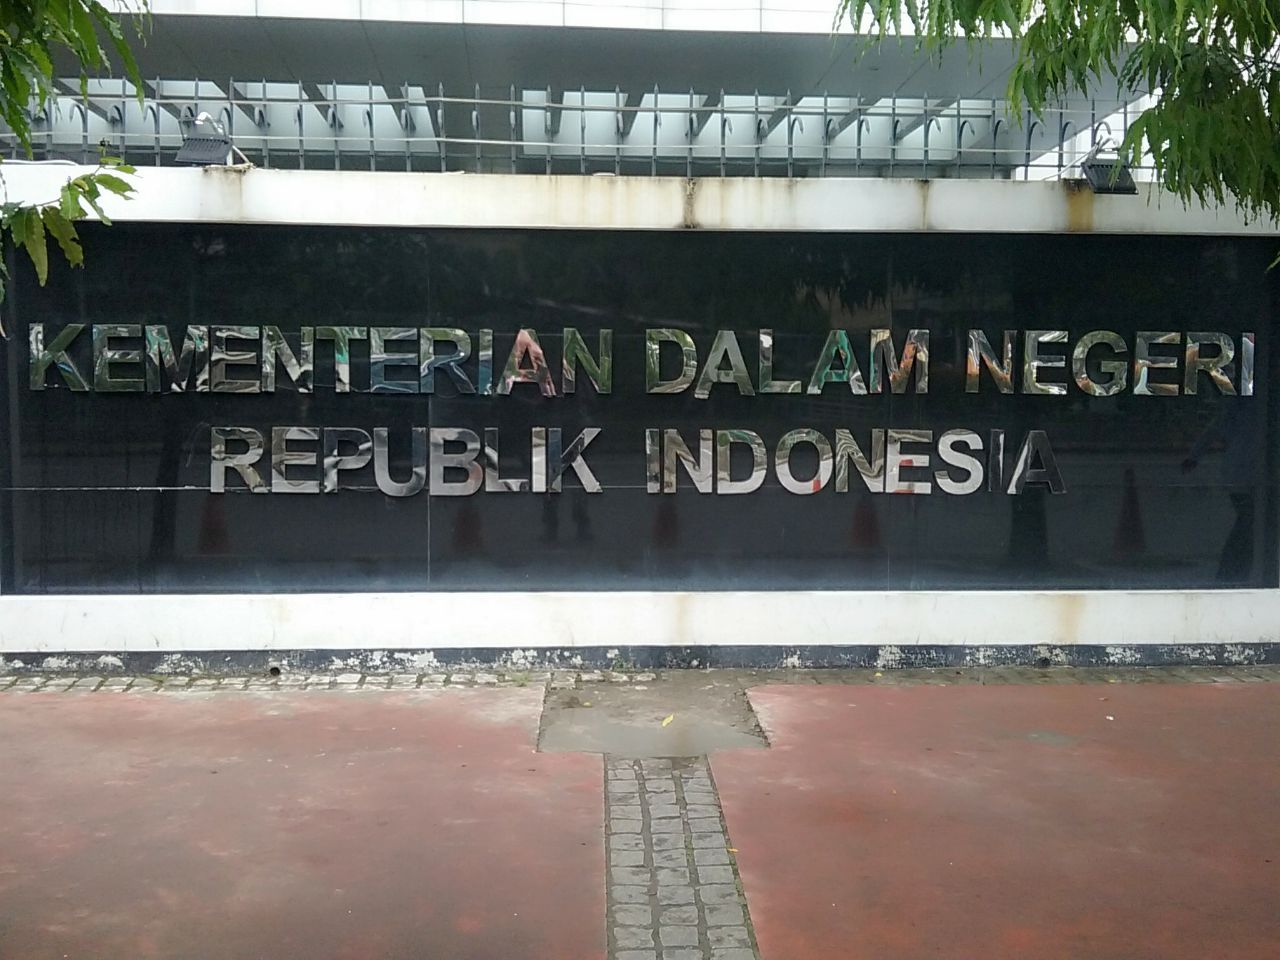 KEMENTERIAN DALAM NEGERI
REPUBLIK INDONESIA